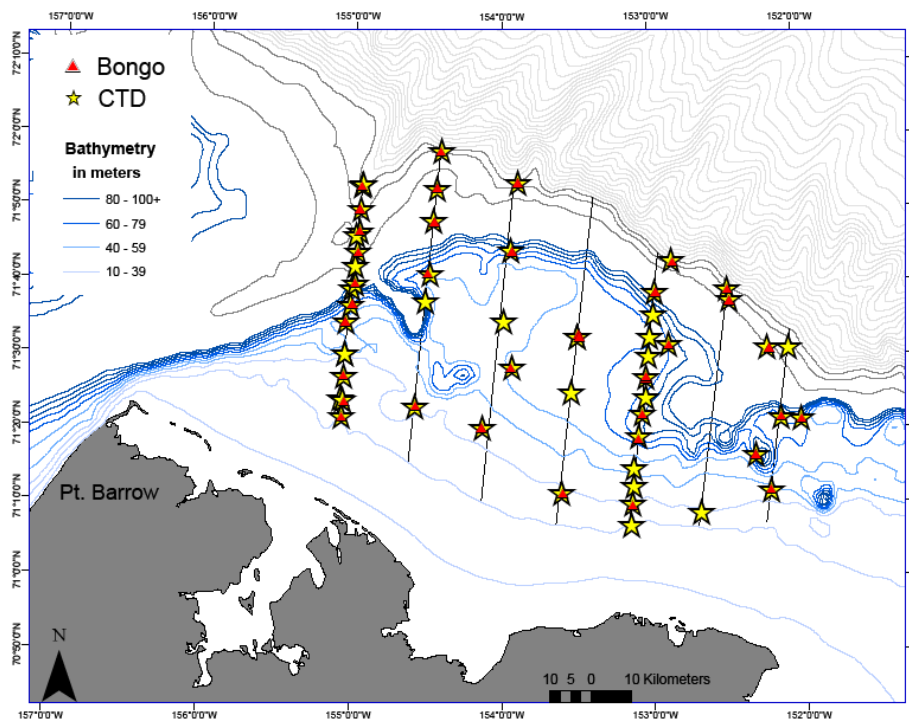 157°0'0"W 156°0'0"W 155°0'0"W 154°0'0"W 153°0'0"W 152°0'0"W
72°10'0"N
72°0'0"N
71°50'0"N
71°40'0"N
71°30'0"N
71°20'0"N
71°10'0"N
71°0'0"N
70°50'0"N
Bongo
CTD
Bathymetry
in meters
80 - 100+
60 - 79
40 - 59
10 - 39
Pt. Barrow
N
10 5 0 10 Kilometers
157°0'0"W 156°0'0"W 155°0'0"W 154°0'0"W 153°0'0"W 152°0'0"W